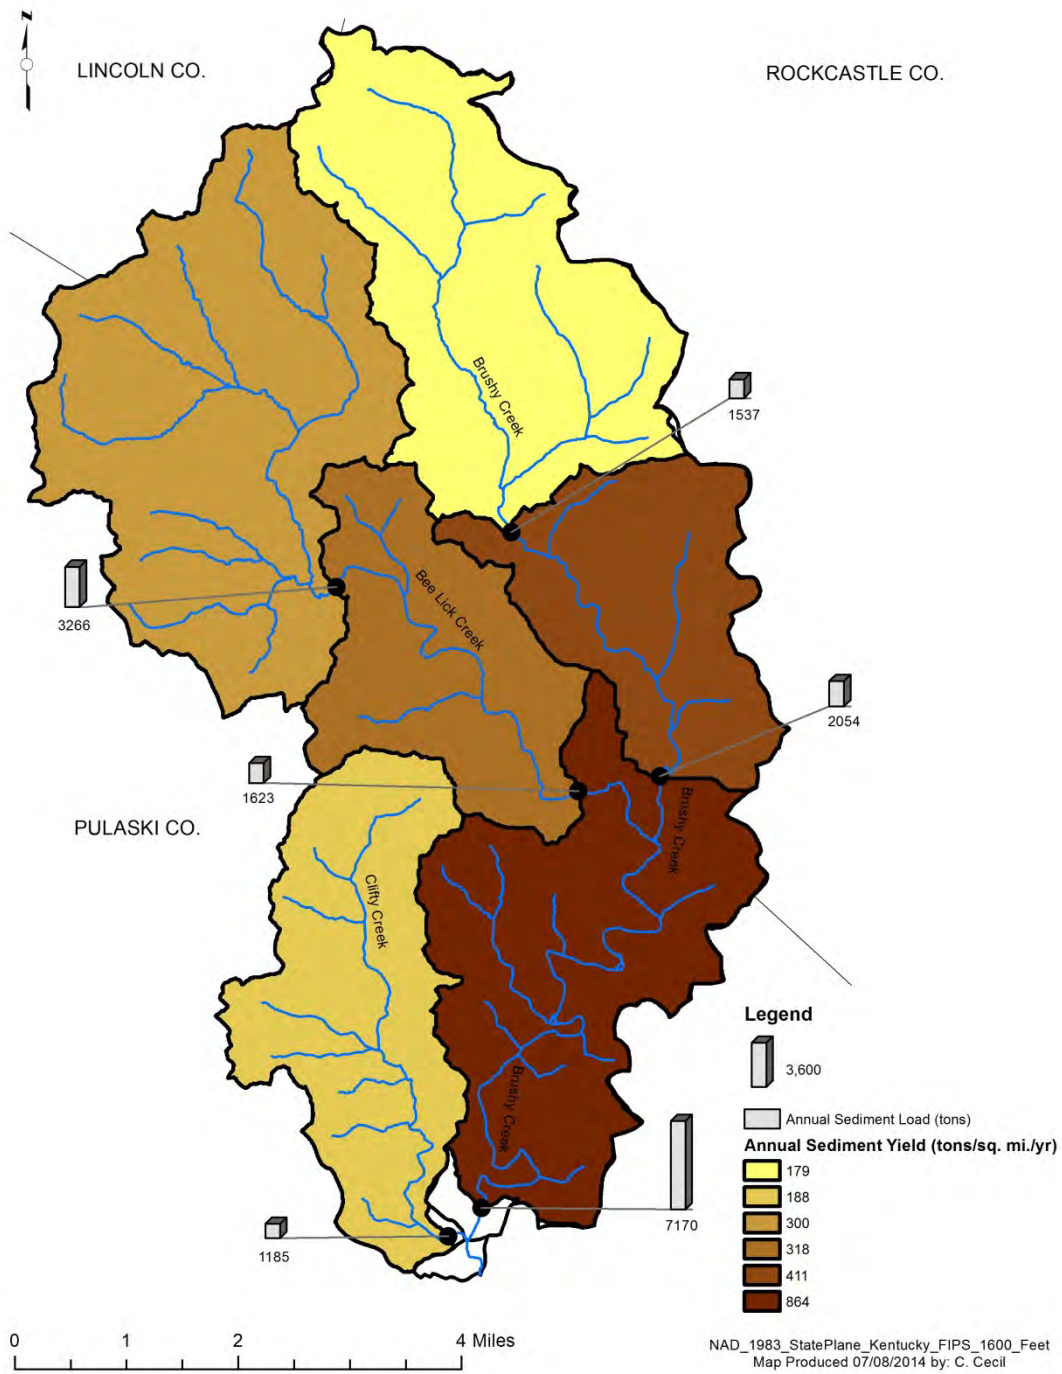 N
LINCOLN CO.
ROCKCASTLE CO.
Brushy Creek
1537
Bee Lick Creek
3266
2054
1623
PULASKI CO.
Brushy Creek
Clifty Creek
Legend
3,600
Brushy Creek
Annual Sediment Load (tons)
Annual Sediment Yield (tons/sq. mi./yr)
179
188
300
318
411
864
7170
1185
0 1 2 4 Miles
NAD_1983_StatePlane_Kentucky_FIPS_1600_Feet
Map Produced 07/08/2014 by: C. Cecil